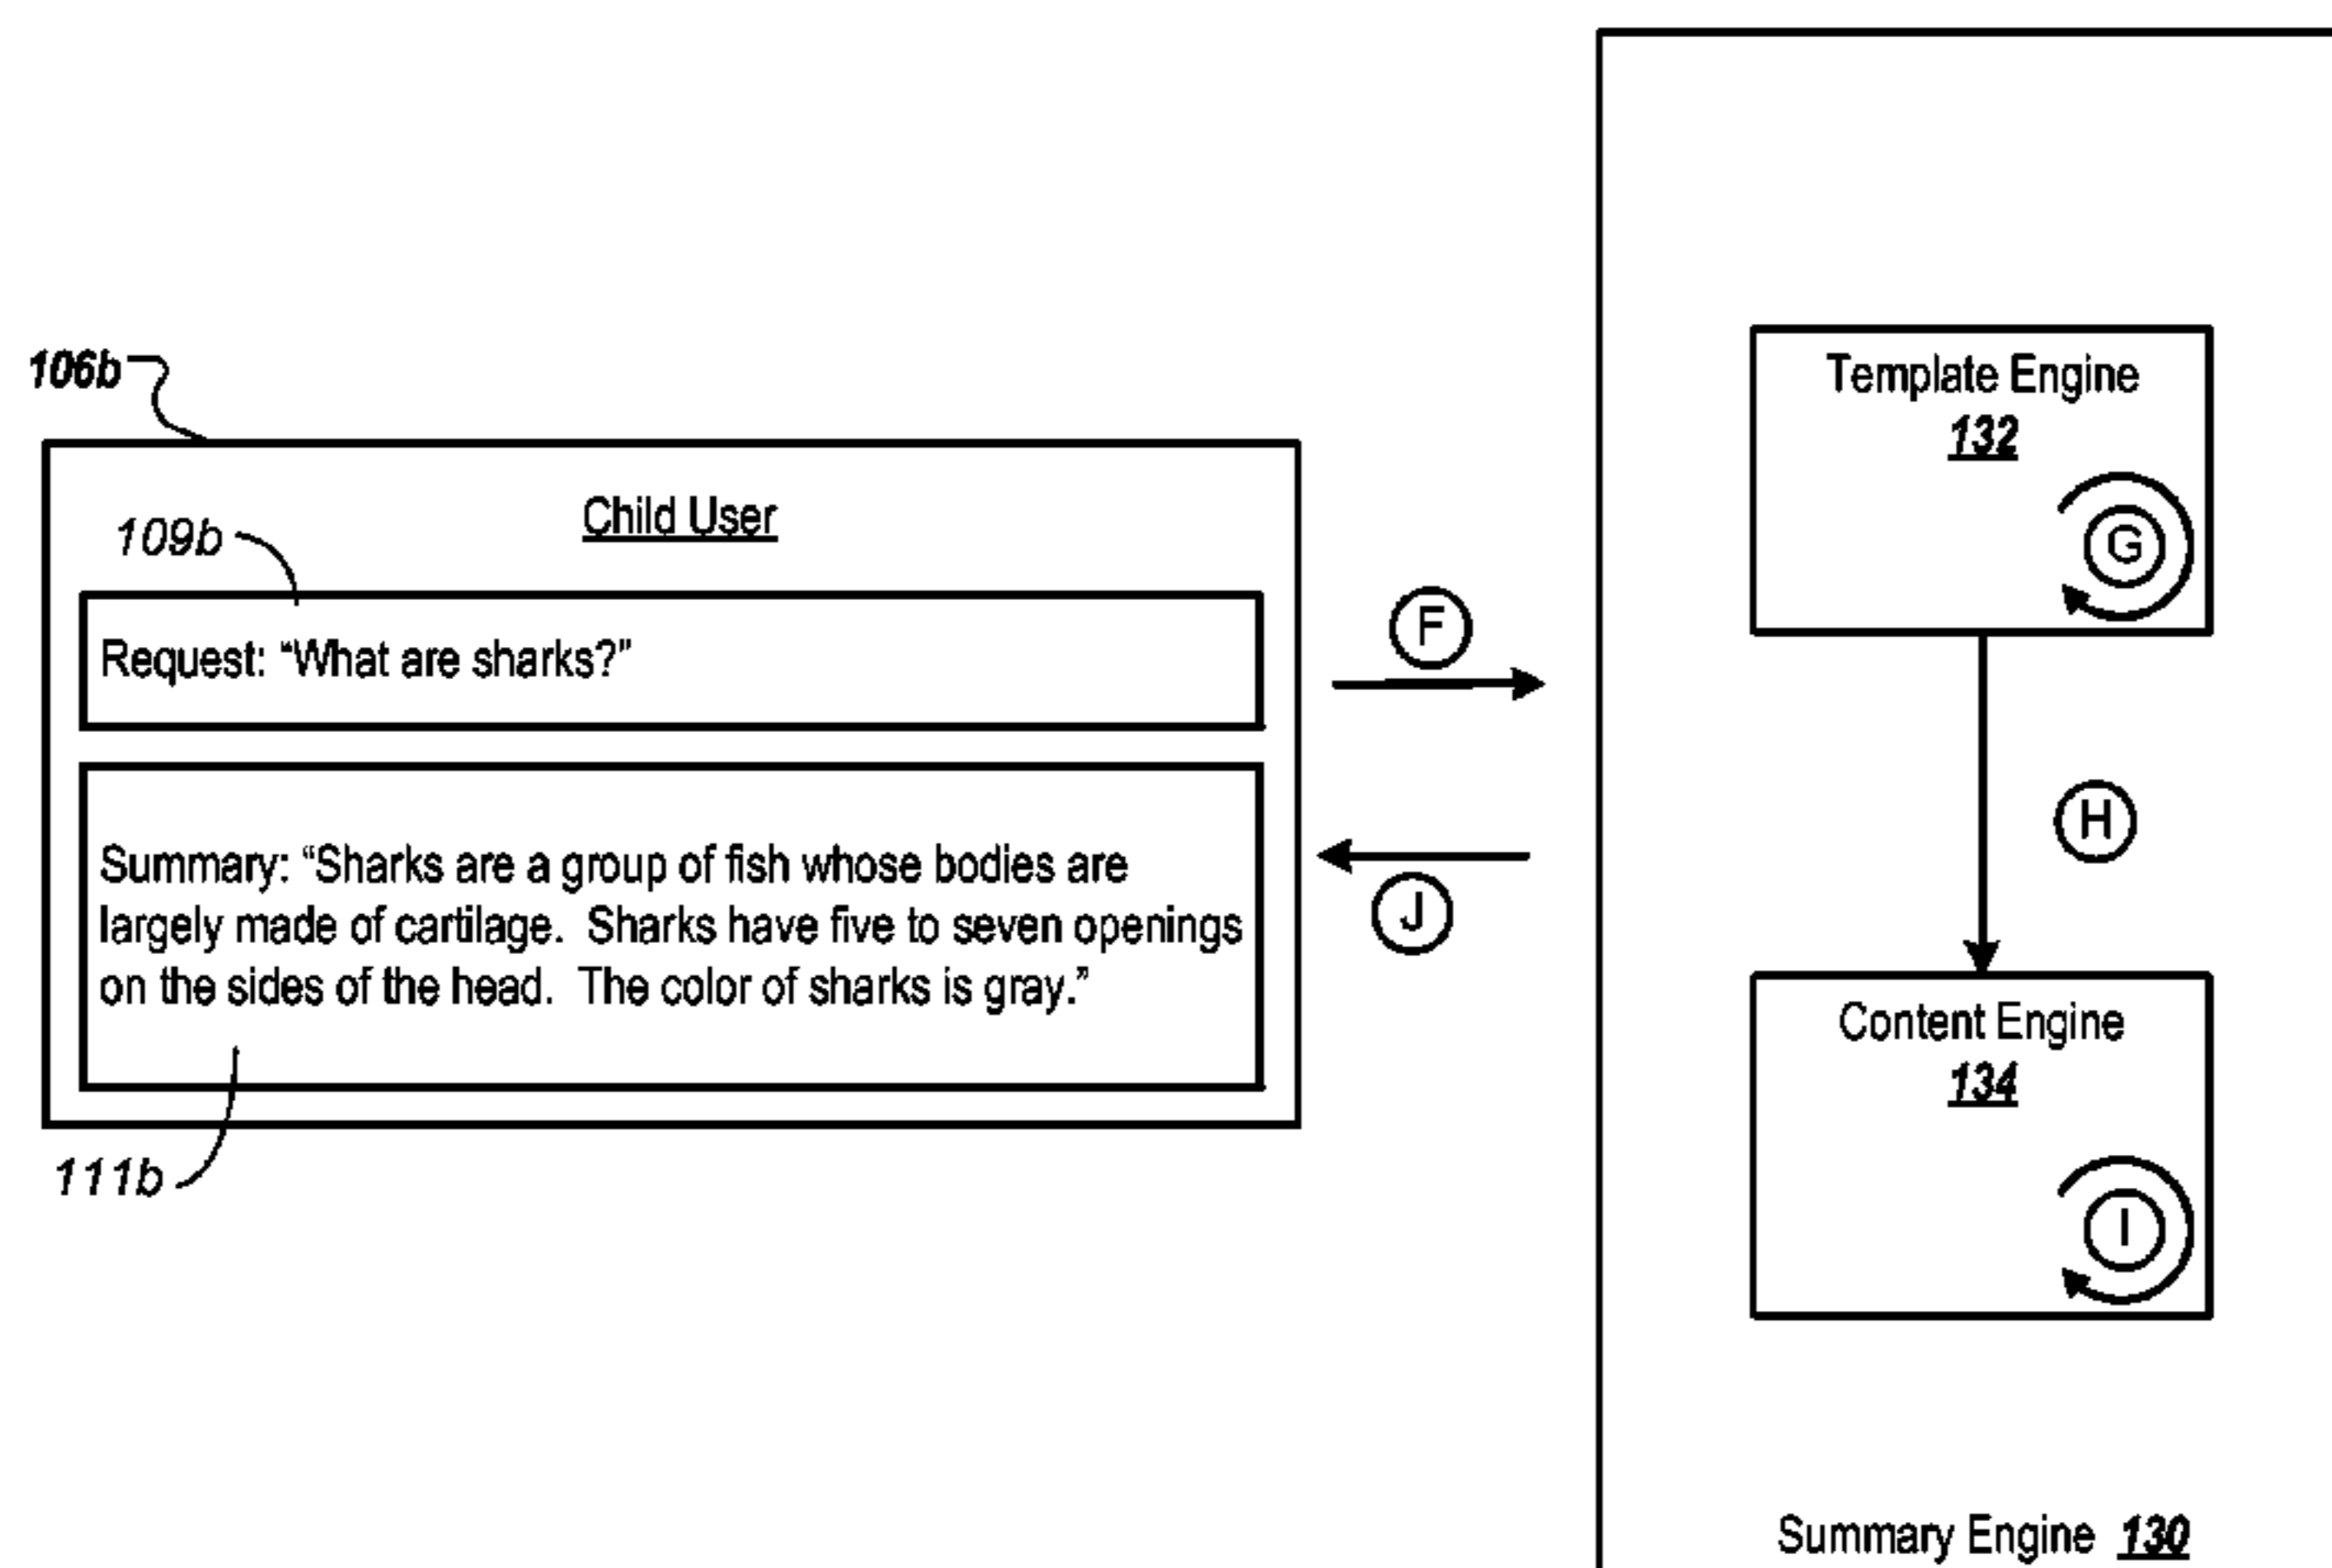 106b
Child User
109b
Request: “What are sharks?”
Summary: “Sharks are a group of fish whose bodies are
largely made of cartilage.  Sharks have five to seven openings
on the sides of the head.  The color of sharks is gray.”
111b
F
J
Template Engine
132
G
H
Content Engine
134
I
Summary Engine 130